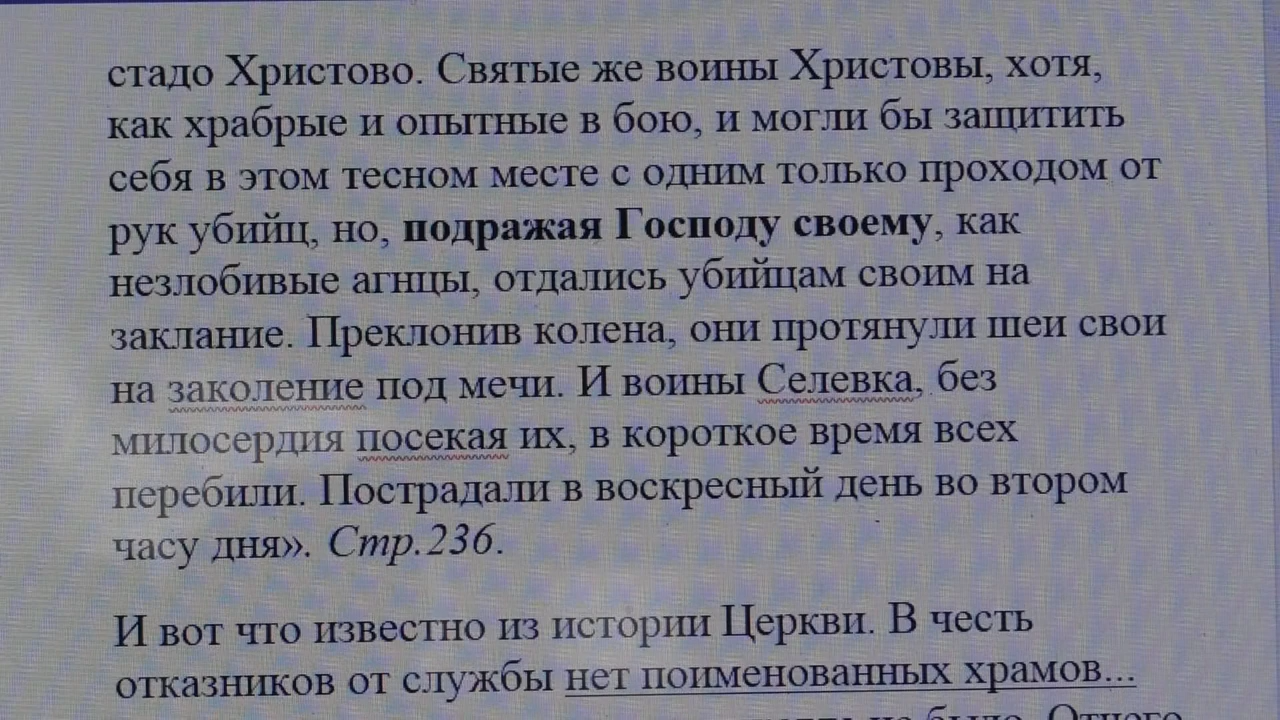 стадо Христово. Святые же воины Христовы, хотя,
как храбрые и опытные в бою, и могли бы защитить
себя в этом тесном месте с одним только проходом от
рук убийц, но, подражая Господу своему, как
незлобивые агнцы, отдались убийцам своим на
заклание. Преклонив колена, они протянули шеи свои
на заколение под мечи. И воины Селевка, без
милосердия посекая их, в короткое время всех
перебили. Пострадали в воскресный день во втором
часу дня». Стр.236.
И вот что известно из истории Церкви. В честь
отказников от службы нет поименованных храмов...
не было.